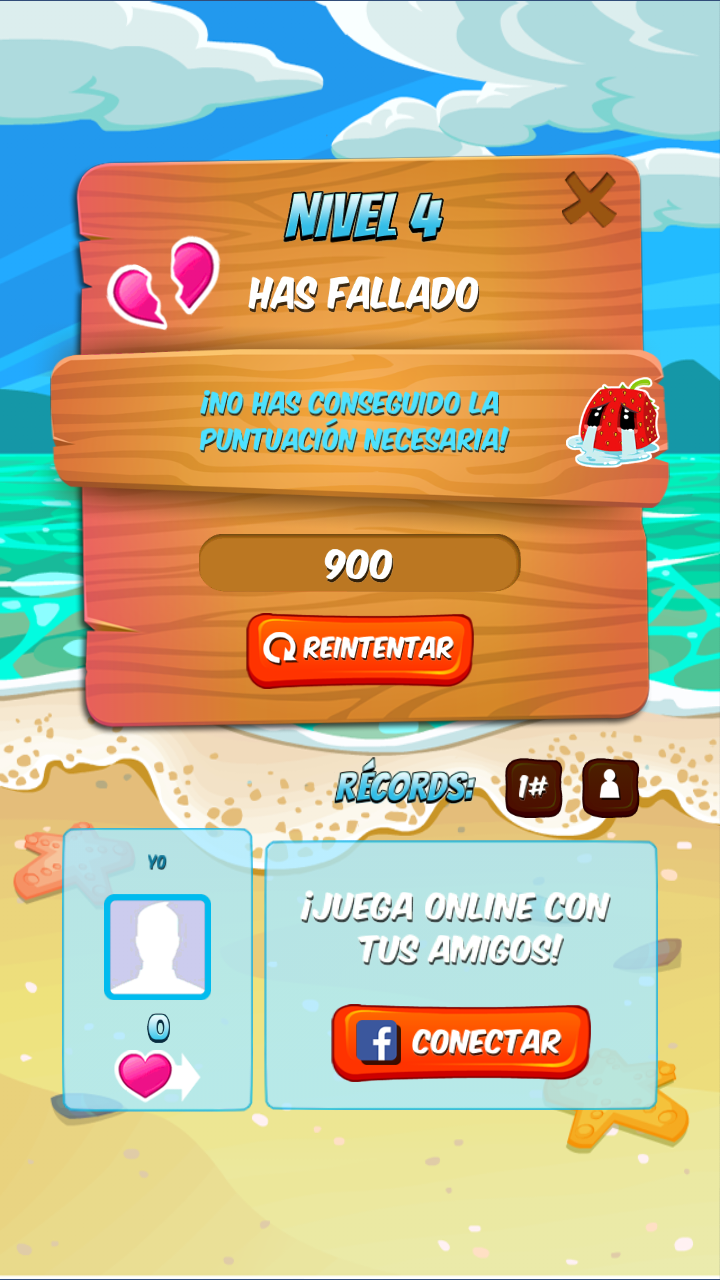 NIVEL 4
HAS FALLADO
¡NO HAS CONSEGUIDO LA
PUNTUACIÓN NECESARIA!
900
REINTENTAR
RÉCORDS:
1#
YO
0
¡JUEGA ONLINE CON
TUS AMIGOS!
f CONECTAR